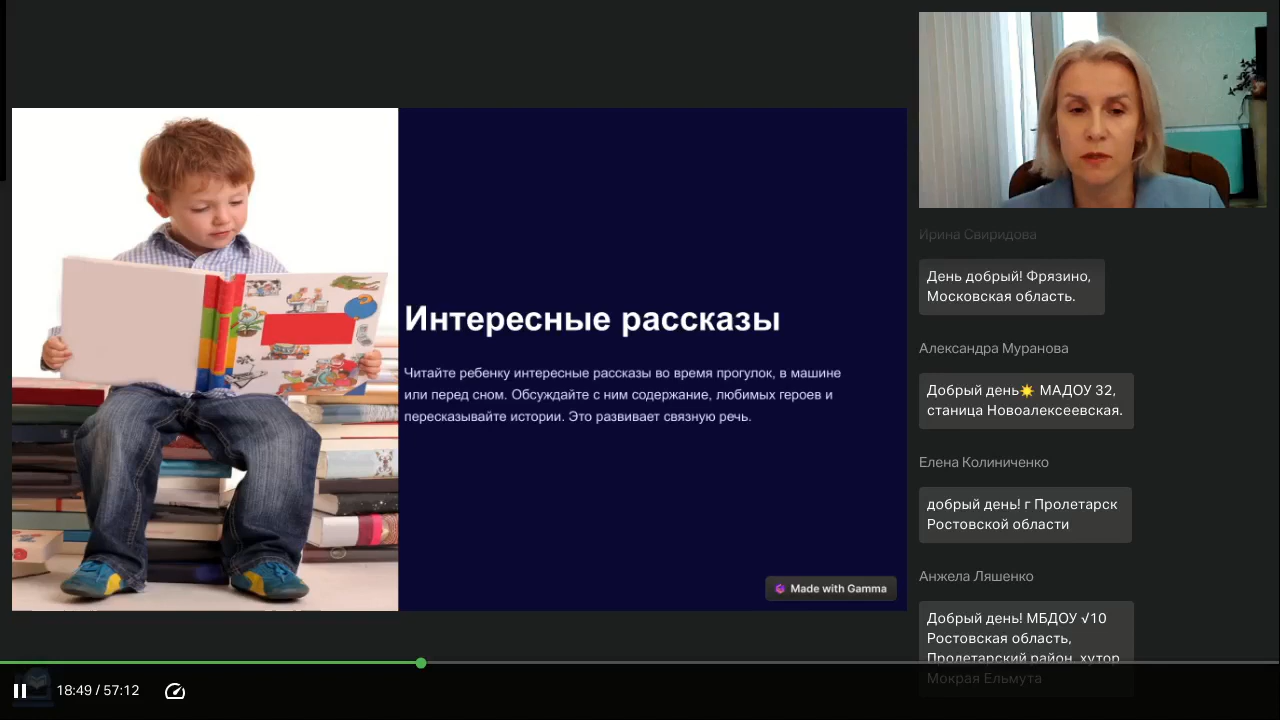 Интересные рассказы
Читайте ребенку интересные рассказы во время прогулок, в машине
или перед сном. Обсуждайте с ним содержание, любимых героев и
пересказывайте истории. Это развивает связную речь.
Made with Gamma
Ирина Свиридова
День добрый! Фрязино,
Московская область.
Александра Муранова
Добрый день☀️ МАДОУ 32,
станица Новоалексеевская.
Елена Колиниченко
добрый день! г Пролетарск
Ростовской области
Анжела Ляшенко
Добрый день! МБДОУ √10
Ростовская область,
Пролетарский район, хутор
Мокрая Ельмута
18:49 / 57:12